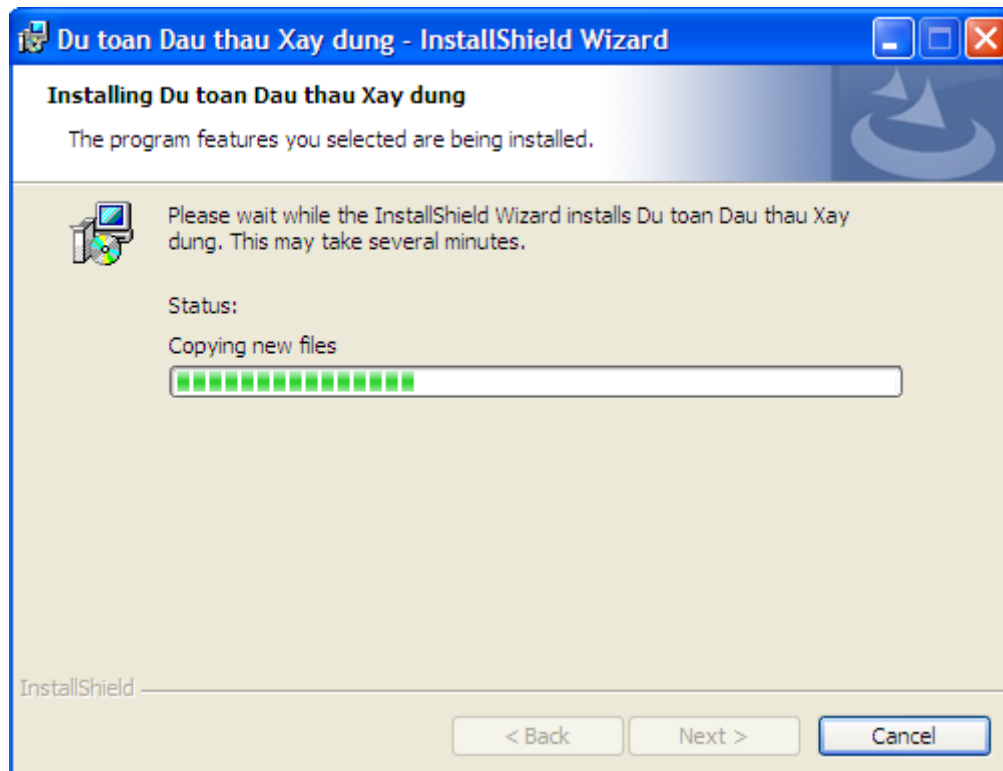 Du toan Dau thau Xay dung - InstallShield Wizard
Installing Du toan Dau thau Xay dung
The program features you selected are being installed.
Please wait while the InstallShield Wizard installs Du toan Dau thau Xay
dung. This may take several minutes.
Status:
Copying new files
InstallShield
< Back
Next >
Cancel